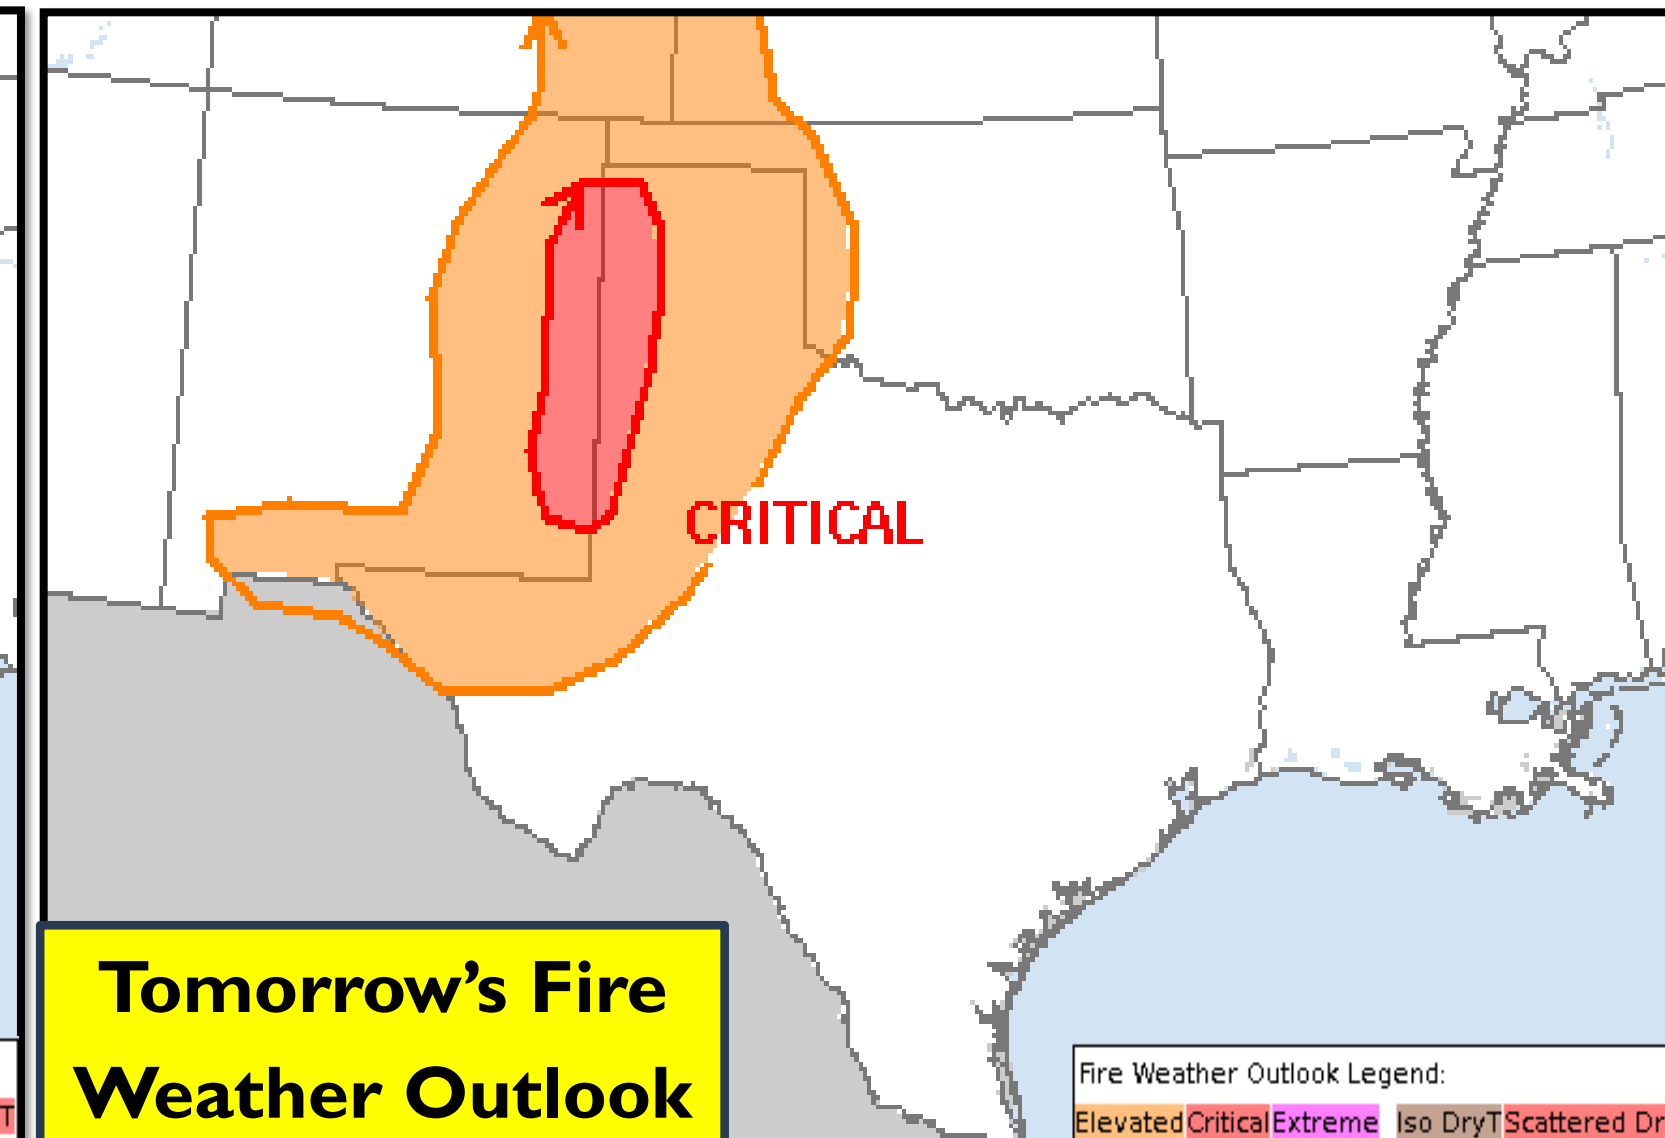 CRITICAL
Tomorrow’s Fire
Weather Outlook
Fire Weather Outlook Legend:
Elevated Critical Extreme Iso DryT Scattered Dr
T